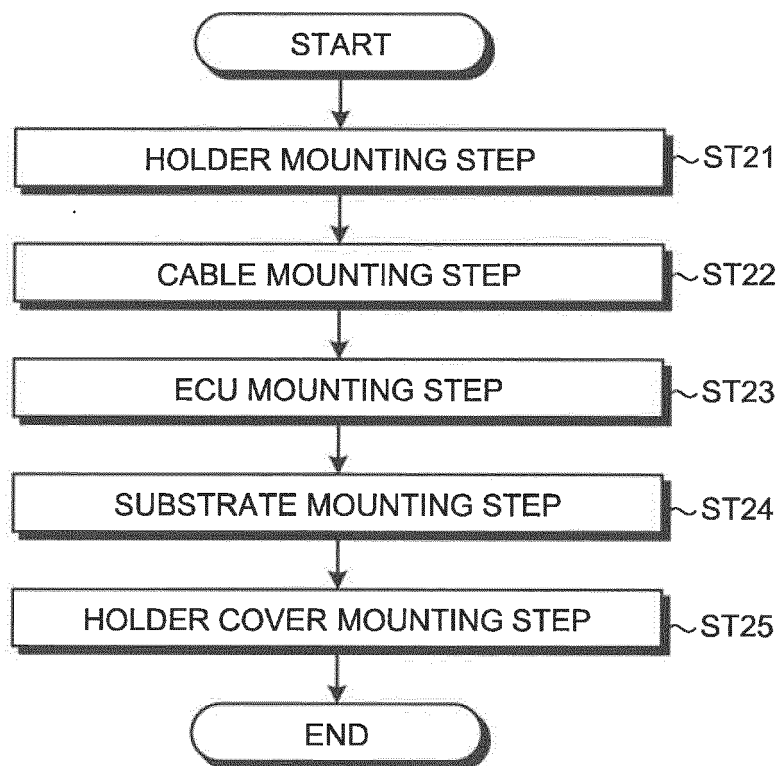 START
HOLDER MOUNTING STEP ~ST21
CABLE MOUNTING STEP ~ST22
ECU MOUNTING STEP ~ST23
SUBSTRATE MOUNTING STEP ~ST24
HOLDER COVER MOUNTING STEP ~ST25
END